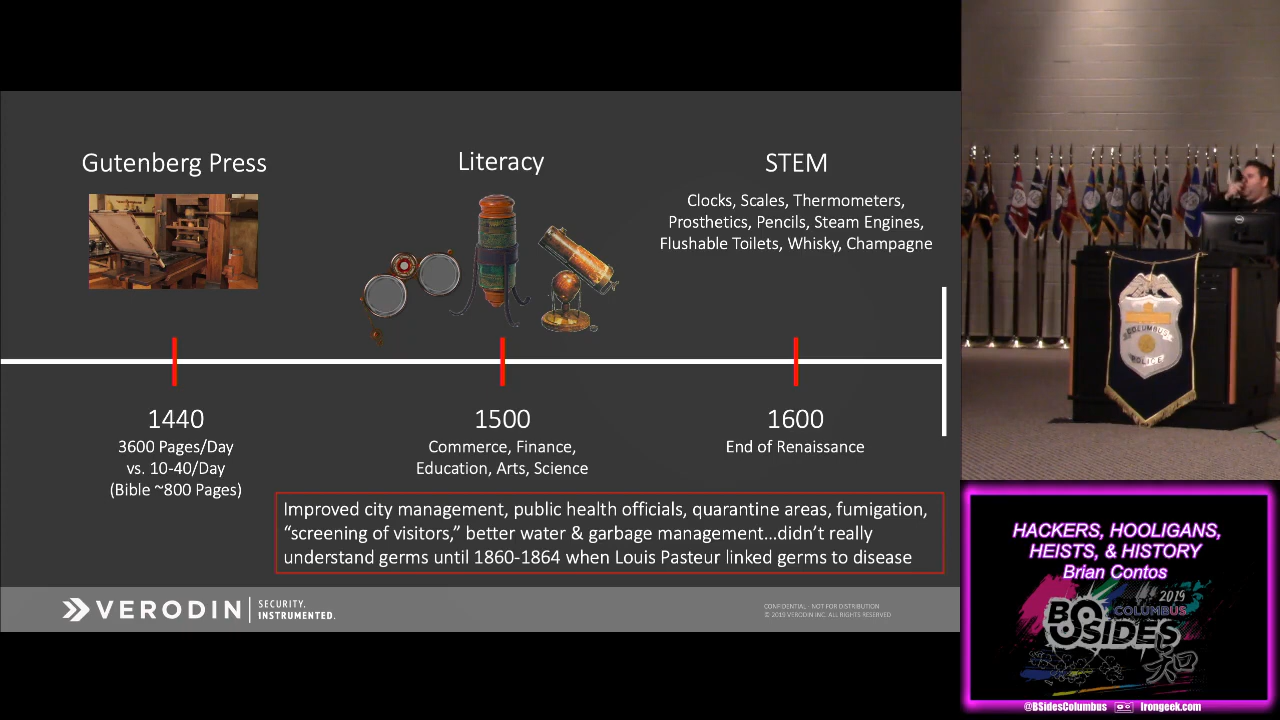 Gutenberg Press
Literacy
STEM
Clocks, Scales, Thermometers,
Prosthetics, Pencils, Steam Engines,
Flushable Toilets, Whisky, Champagne
1440
3600 Pages/Day
vs. 10-40/Day
(Bible ~800 Pages)
1500
Commerce, Finance,
Education, Arts, Science
1600
End of Renaissance
Improved city management, public health officials, quarantine areas, fumigation,
“screening of visitors,” better water & garbage management…didn’t really
understand germs until 1860-1864 when Louis Pasteur linked germs to disease
VERODIN
SECURITY.
INSTRUMENTED.
CONFIDENTIAL - NOT FOR DISTRIBUTION
© 2019 VERODIN INC. ALL RIGHTS RESERVED
COLUMBUS
POLICE
HACKERS, HOOLIGANS,
HEISTS, & HISTORY
Brian Contos
2019
COLUMBUS
BSIDES
@BSidesColumbus
Irongeek.com